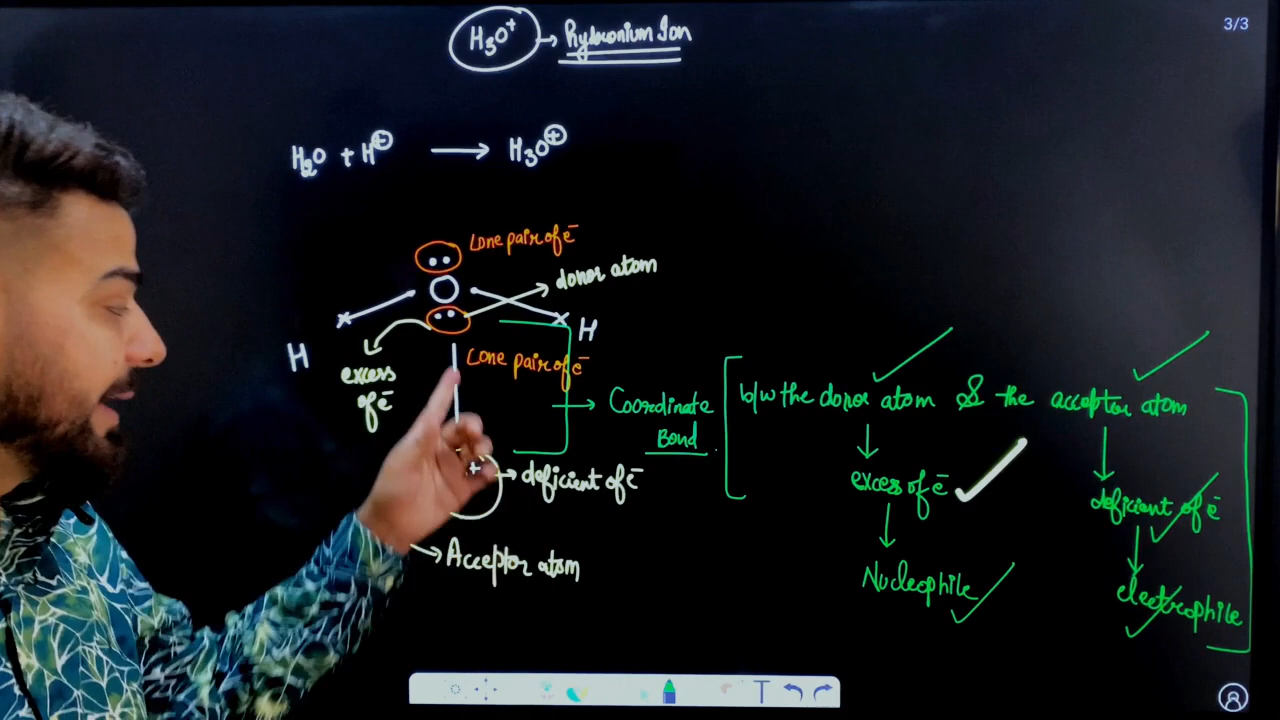 H3O⁺ → Hydronium Ion
3/3
H2O + H⊕ → H3O⊕
Lone pair of e⁻
O
donor atom
H
H
excess
of e⁻
Lone pair of e⁻
Coordinate
Bond
b/w the donor atom & the acceptor atom
+
deficient of e⁻
excess of e⁻
deficient of e⁻
Acceptor atom
Nucleophile
electrophile
T